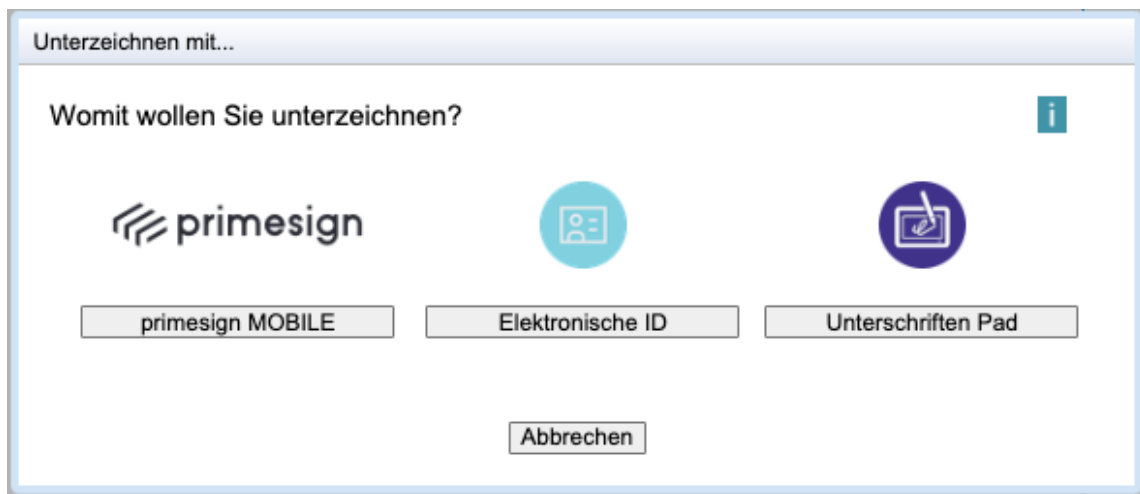 Unterzeichnen mit...
Womit wollen Sie unterzeichnen?
i
primesign
primesign MOBILE
Elektronische ID
Unterschriften Pad
Abbrechen